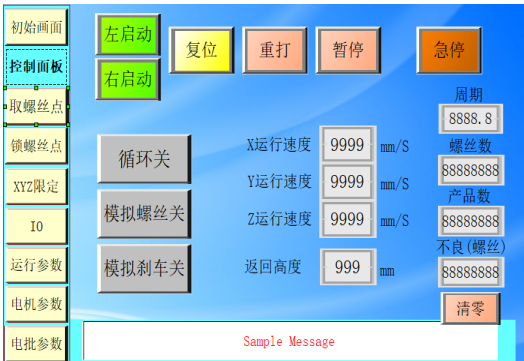 初始画面
控制面板
取螺丝点
锁螺丝点
XYZ限定
IO
运行参数
电机参数
电批参数
左启动
右启动
复位
重打
暂停
急停
循环关
模拟螺丝关
模拟刹车关
X运行速度 9999 mm/S
Y运行速度 9999 mm/S
Z运行速度 9999 mm/S
返回高度 999 mm
周期
8888.8
螺丝数
88888888
产品数
88888888
不良(螺丝)
88888888
清零
Sample Message